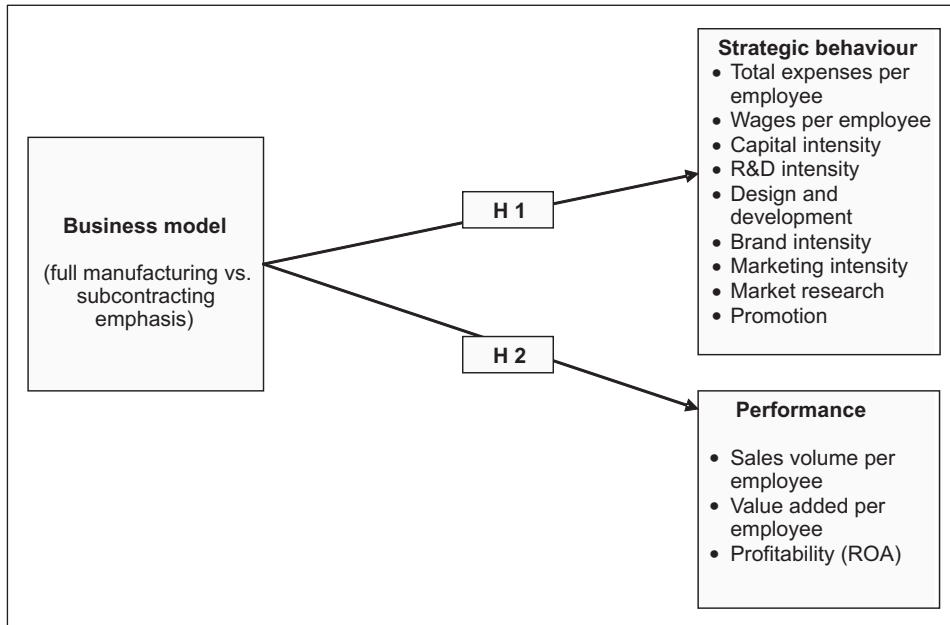 Business model
(full manufacturing vs.
subcontracting
emphasis)
H 1
H 2
Strategic behaviour
• Total expenses per
employee
• Wages per employee
• Capital intensity
• R&D intensity
• Design and
development
• Brand intensity
• Marketing intensity
• Market research
• Promotion
Performance
• Sales volume per
employee
• Value added per
employee
• Profitability (ROA)